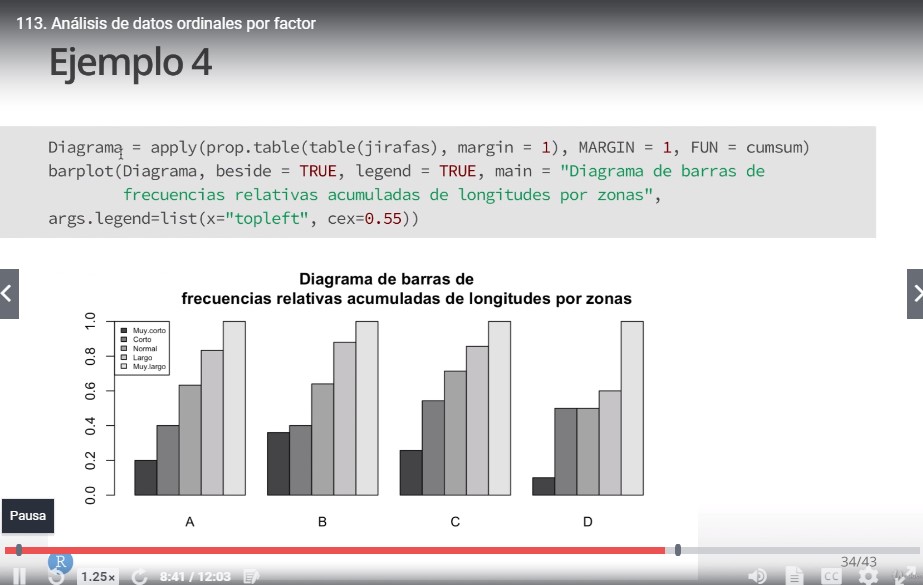 113. Análisis de datos ordinales por factor
Ejemplo 4
Diagrama = apply(prop.table(table(jirafas), margin = 1), MARGIN = 1, FUN = cumsum)
barplot(Diagrama, beside = TRUE, legend = TRUE, main = "Diagrama de barras de
frecuencias relativas acumuladas de longitudes por zonas",
args.legend=list(x="topleft", cex=0.55))
Diagrama de barras de
frecuencias relativas acumuladas de longitudes por zonas
1.0
0.8
0.6
0.4
0.2
0.0
Muy.corto
Corto
Normal
Largo
Muy.largo
A B C D
Pausa
34/43
R
1.25x 8:41 / 12:03 CC